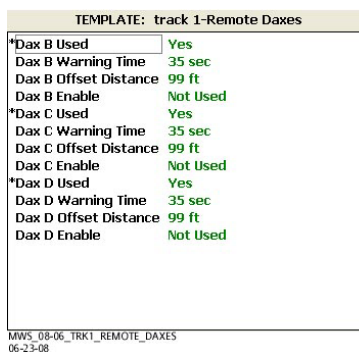 TEMPLATE: track 1-Remote Daxes
*Dax B Used Yes
Dax B Warning Time 35 sec
Dax B Offset Distance 99 ft
Dax B Enable Not Used
*Dax C Used Yes
Dax C Warning Time 35 sec
Dax C Offset Distance 99 ft
Dax C Enable Not Used
*Dax D Used Yes
Dax D Warning Time 35 sec
Dax D Offset Distance 99 ft
Dax D Enable Not Used
MWS_08-06_TRK1_REMOTE_DAXES
06-23-08